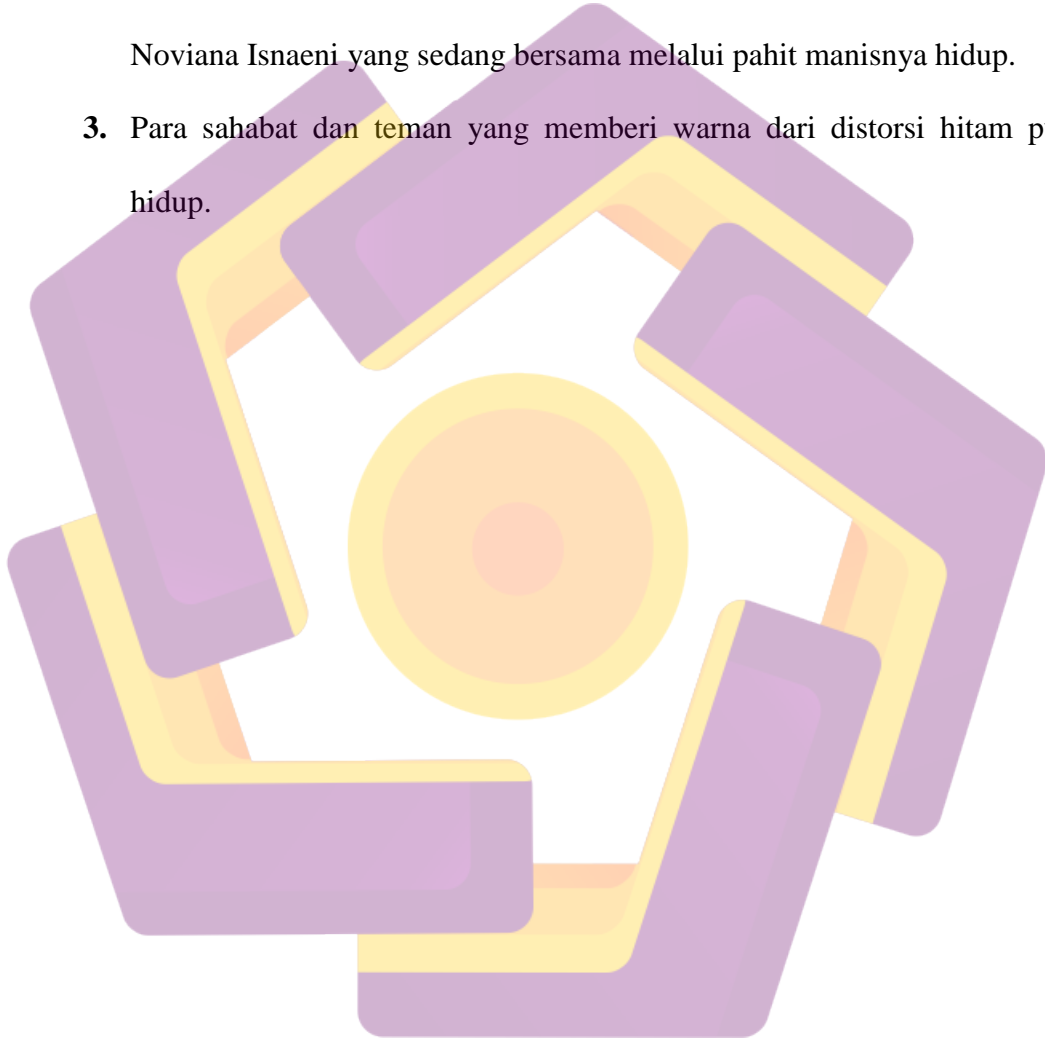 Noviana Isnaeni yang sedang bersama melalui pahit manisnya hidup.
3. Para sahabat dan teman yang memberi warna dari distorsi hitam
hidup.